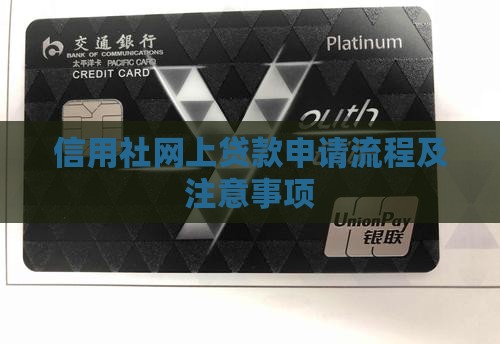 交通銀行
BANK OF COMMUNICATIONS
太平洋卡 PACIFIC CARD
CREDIT CARD
Platinum
outh
信用社网上贷款申请流程及
注意事项
UnionPay
银联